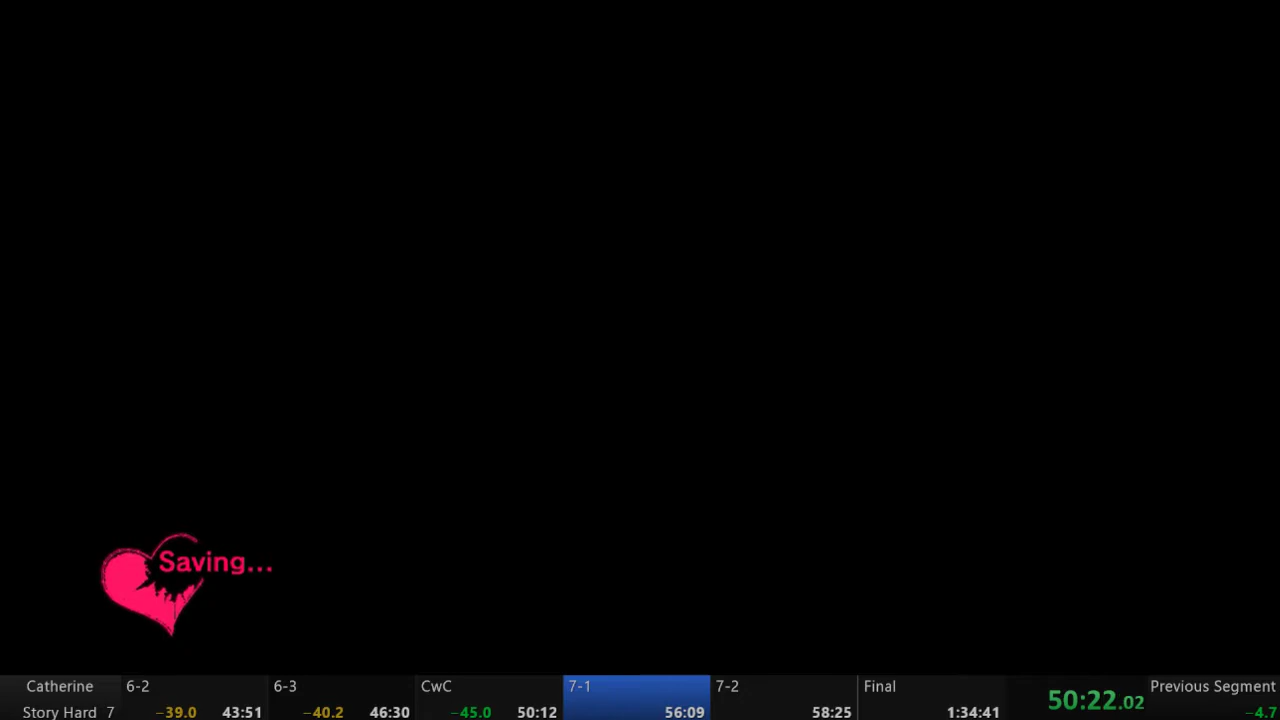 Saving...
Catherine 6-2 6-3 CwC 7-1 7-2 Final 50:22.02 Previous Segment
Story Hard 7 −39.0 43:51 −40.2 46:30 −45.0 50:12 56:09 58:25 1:34:41 −4.7